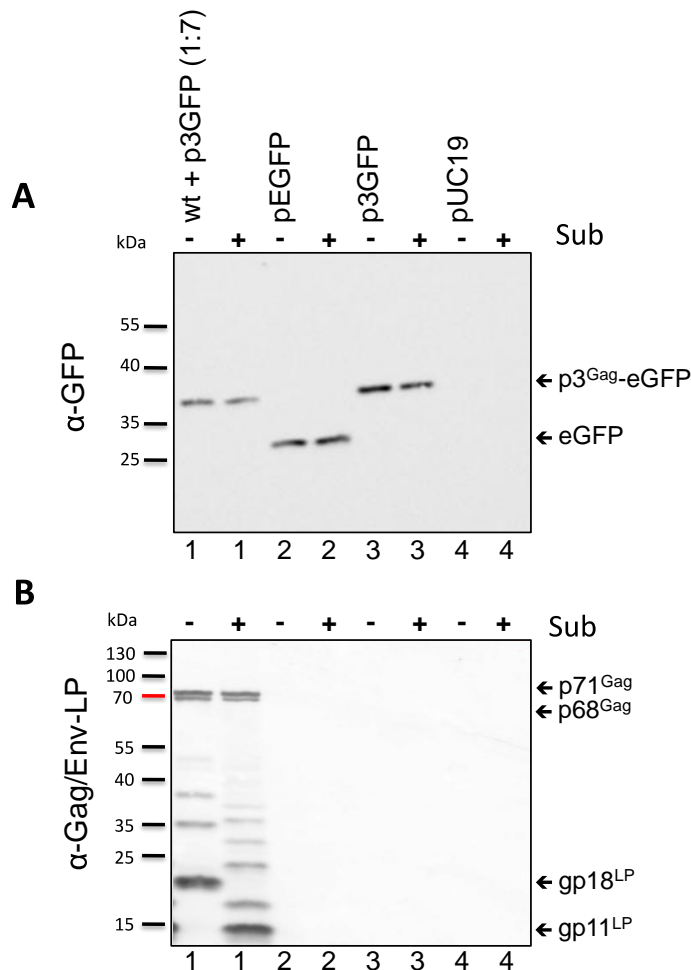 wt + p3GFP (1:7)
pEGFP
p3GFP
pUC19
A
kDa
- + - + - + - + Sub
55
40
35
25
α-GFP
p3Gag-eGFP
eGFP
1 1 2 2 3 3 4 4
B
kDa
- + - + - + - + Sub
130
100
70
55
40
35
25
15
α-Gag/Env-LP
p71Gag
p68Gag
gp18LP
gp11LP
1 1 2 2 3 3 4 4